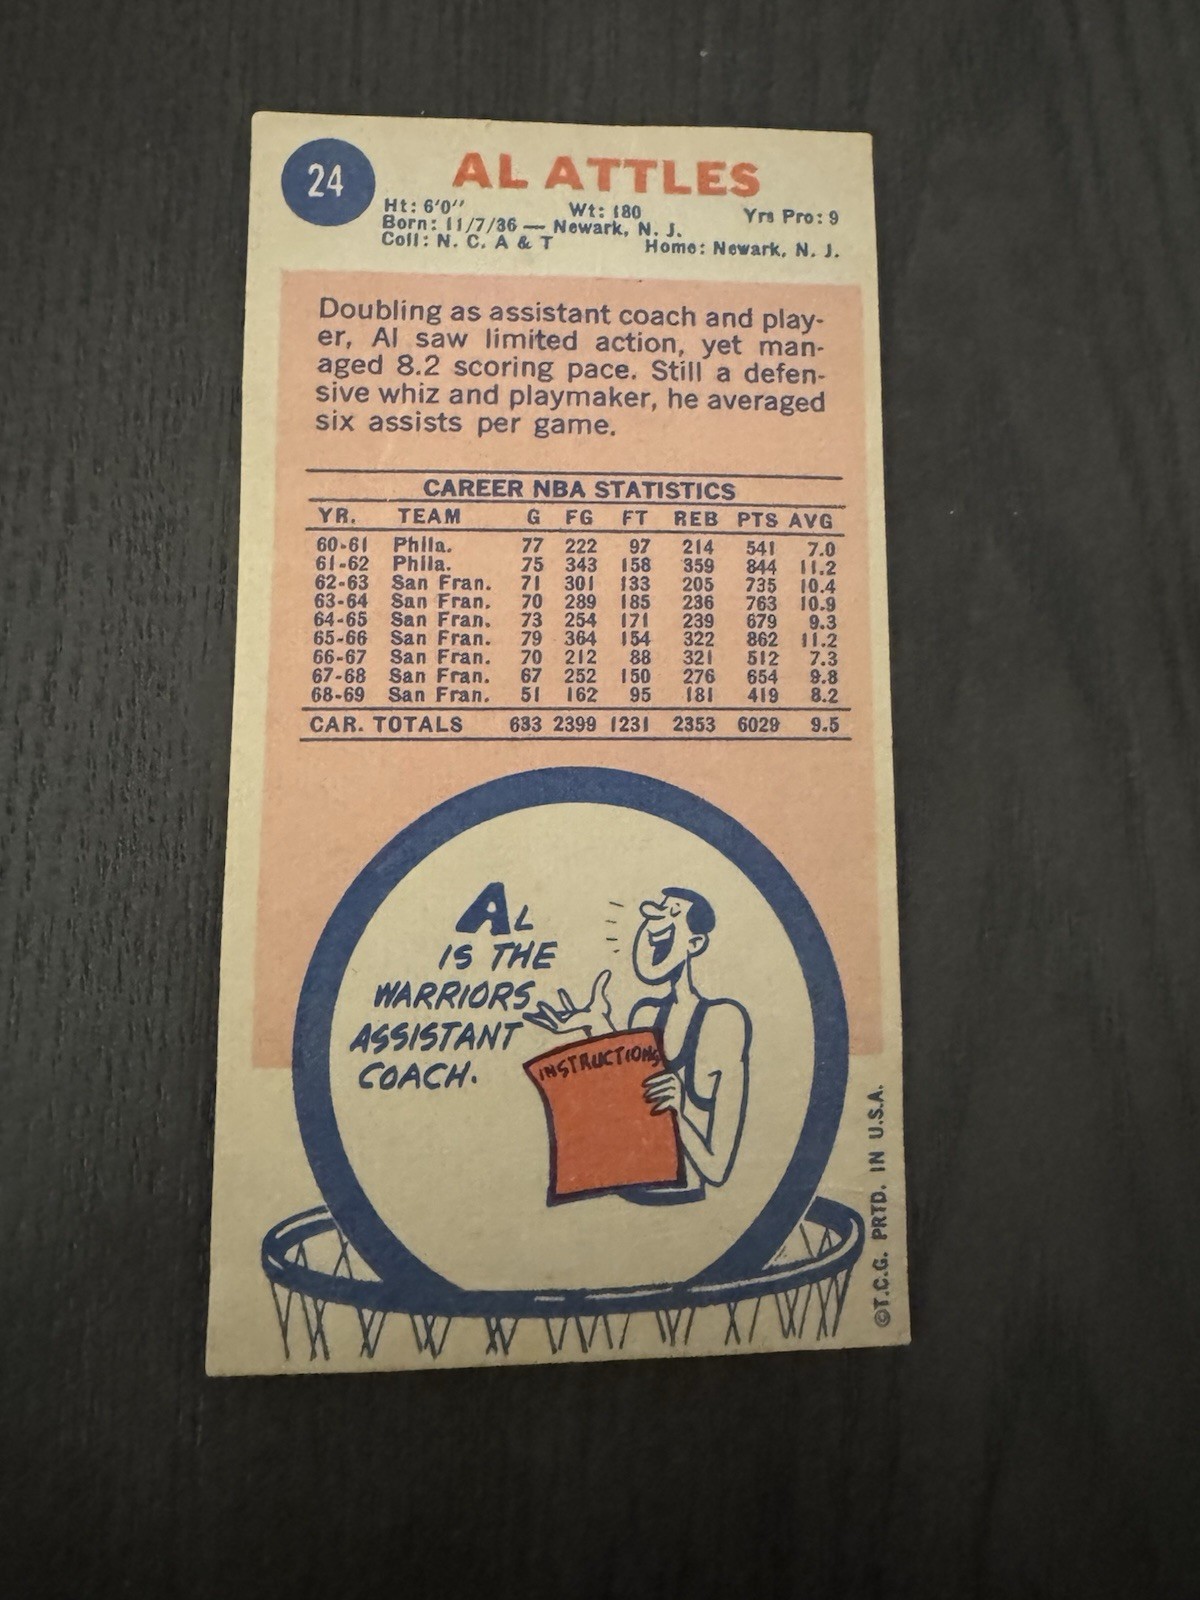 24
AL ATTLES
Ht: 6'0" Wt: 180 Yrs Pro: 9
Born: 11/7/36 — Newark, N. J.
Coll: N. C. A & T Home: Newark, N. J.
Doubling as assistant coach and play-
er, Al saw limited action, yet man-
aged 8.2 scoring pace. Still a defen-
sive whiz and playmaker, he averaged
six assists per game.
CAREER NBA STATISTICS
YR. TEAM G FG FT REB PTS AVG
60-61 Phila. 77 222 97 214 541 7.0
61-62 Phila. 75 343 158 359 844 11.2
62-63 San Fran. 71 301 133 205 735 10.4
63-64 San Fran. 70 289 185 236 763 10.9
64-65 San Fran. 73 254 171 239 679 9.3
65-66 San Fran. 79 364 154 322 862 11.2
66-67 San Fran. 70 212 88 321 512 7.3
67-68 San Fran. 67 252 150 276 654 9.8
68-69 San Fran. 51 162 95 181 419 8.2
CAR. TOTALS 633 2399 1231 2353 6029 9.5
AL
IS THE
WARRIORS
ASSISTANT
COACH.
INSTRUCTIONS
©T.C.G. PRTD. IN U.S.A.